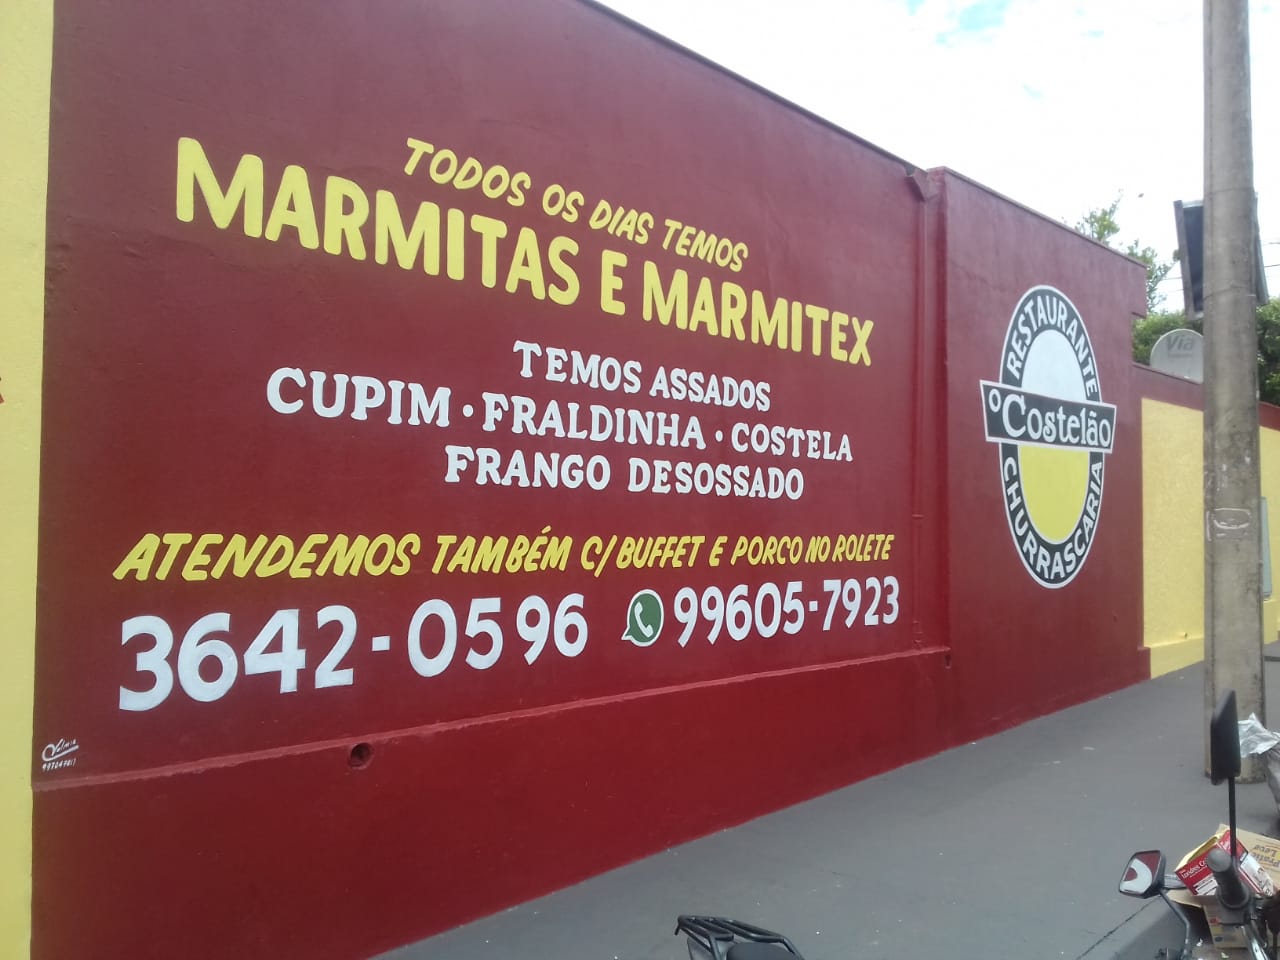 TODOS OS DIAS TEMOS
MARMITAS E MARMITEX
TEMOS ASSADOS
CUPIM · FRALDINHA · COSTELA
FRANGO DESOSSADO
ATENDEMOS TAMBÉM C/BUFFET E PORCO NO ROLETE
3642-0596 99605-7923
RESTAURANTE
O Costelão
CHURRASCARIA
Via